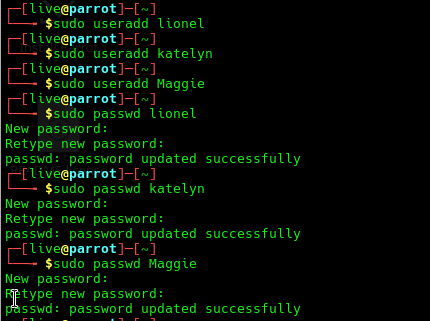 ┌─[live@parrot]─[~]
└──╼ $sudo useradd lionel
┌─[live@parrot]─[~]
└──╼ $sudo useradd katelyn
┌─[live@parrot]─[~]
└──╼ $sudo useradd Maggie
┌─[live@parrot]─[~]
└──╼ $sudo passwd lionel
New password:
Retype new password:
passwd: password updated successfully
┌─[live@parrot]─[~]
└──╼ $sudo passwd katelyn
New password:
Retype new password:
passwd: password updated successfully
┌─[live@parrot]─[~]
└──╼ $sudo passwd Maggie
New password:
Retype new password:
passwd: password updated successfully